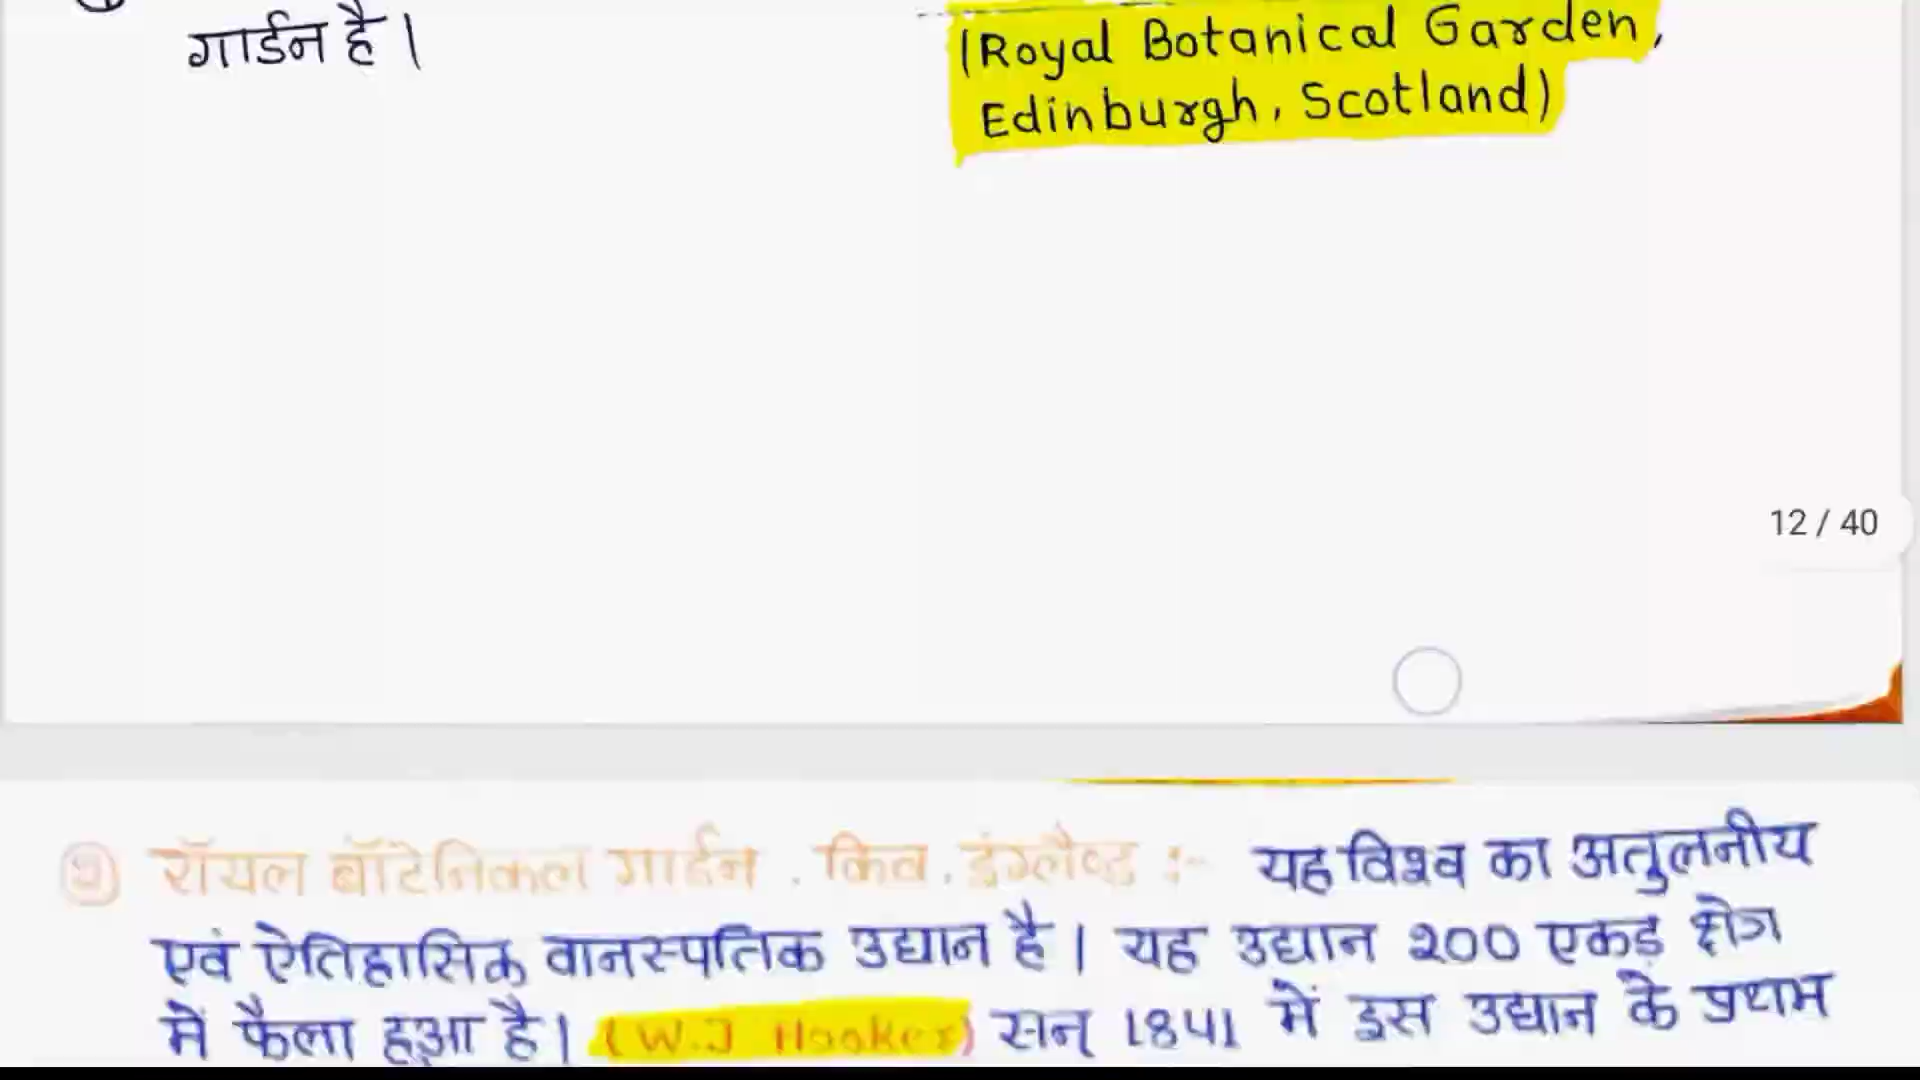 गार्डन है।
(Royal Botanical Garden,
Edinburgh, Scotland)
12 / 40
रॉयल बॉटेनिकल गार्डन, किव, इंग्लैण्ड :- यह विश्व का अतुलनीय
एवं ऐतिहासिक वानस्पतिक उद्यान है। यह उद्यान 200 एकड़ क्षेत्र
में फैला हुआ है। (W.J Hooker) सन् 1841 में इस उद्यान के प्रथम